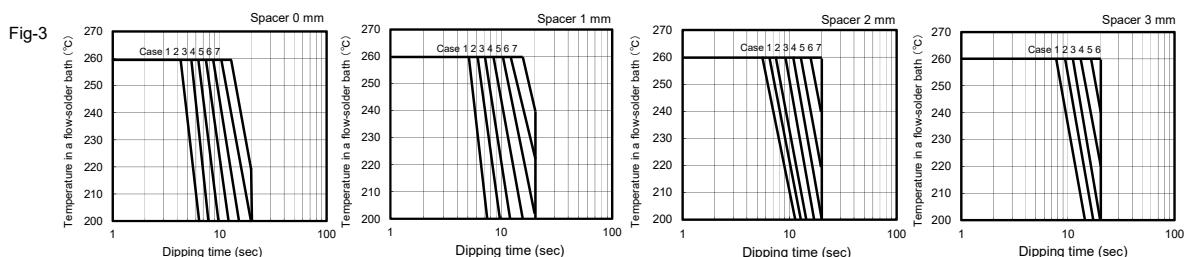 Fig-3
Spacer 0 mm
Temperature in a flow-solder bath (°C)
270
260
250
240
230
220
210
200
Case 1 2 3 4 5 6 7
1 10 100
Dipping time (sec)
Spacer 1 mm
Temperature in a flow-solder bath (°C)
270
260
250
240
230
220
210
200
Case 1 2 3 4 5 6 7
1 10 100
Dipping time (sec)
Spacer 2 mm
Temperature in a flow-solder bath (°C)
270
260
250
240
230
220
210
200
Case 1 2 3 4 5 6 7
1 10 100
Dipping time (sec)
Spacer 3 mm
Temperature in a flow-solder bath (°C)
270
260
250
240
230
220
210
200
Case 1 2 3 4 5 6
1 10 100
Dipping time (sec)